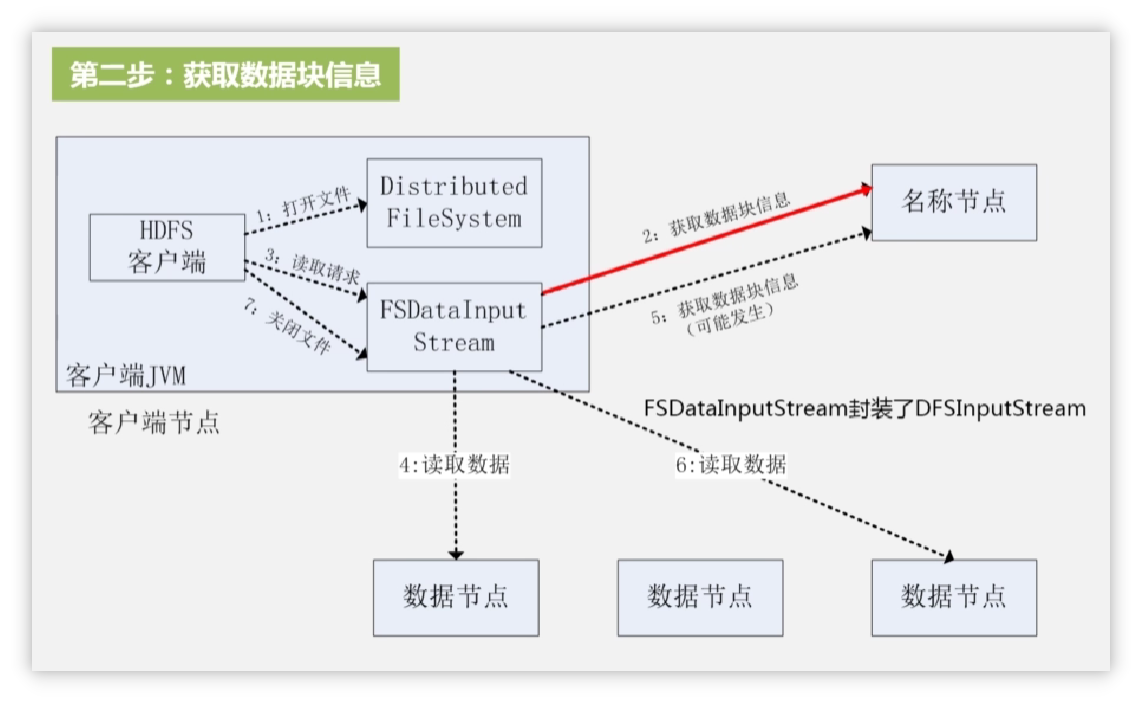 第二步：获取数据块信息
Distributed
FileSystem
1：打开文件
HDFS
客户端
3：读取请求
7：关闭文件
FSDataInput
Stream
客户端JVM
客户端节点
2：获取数据块信息
名称节点
5：获取数据块信息
（可能发生）
FSDataInputStream封装了DFSInputStream
4:读取数据
6:读取数据
数据节点
数据节点
数据节点